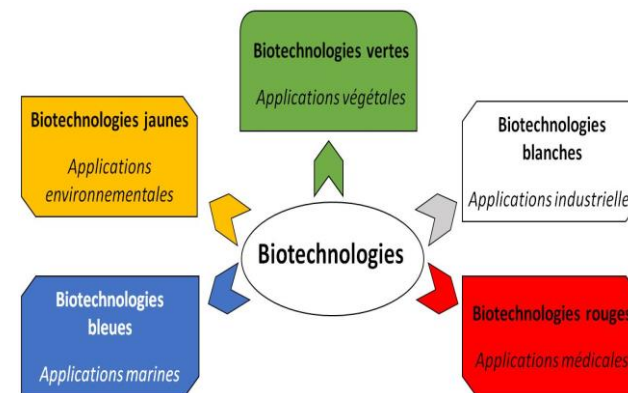 Biotechnologies vertes
Applications végétales
Biotechnologies jaunes
Applications
environnementales
Biotechnologies
blanches
Applications industrielle
Biotechnologies
Biotechnologies
bleues
Applications marines
Biotechnologies rouges
Applications médicales